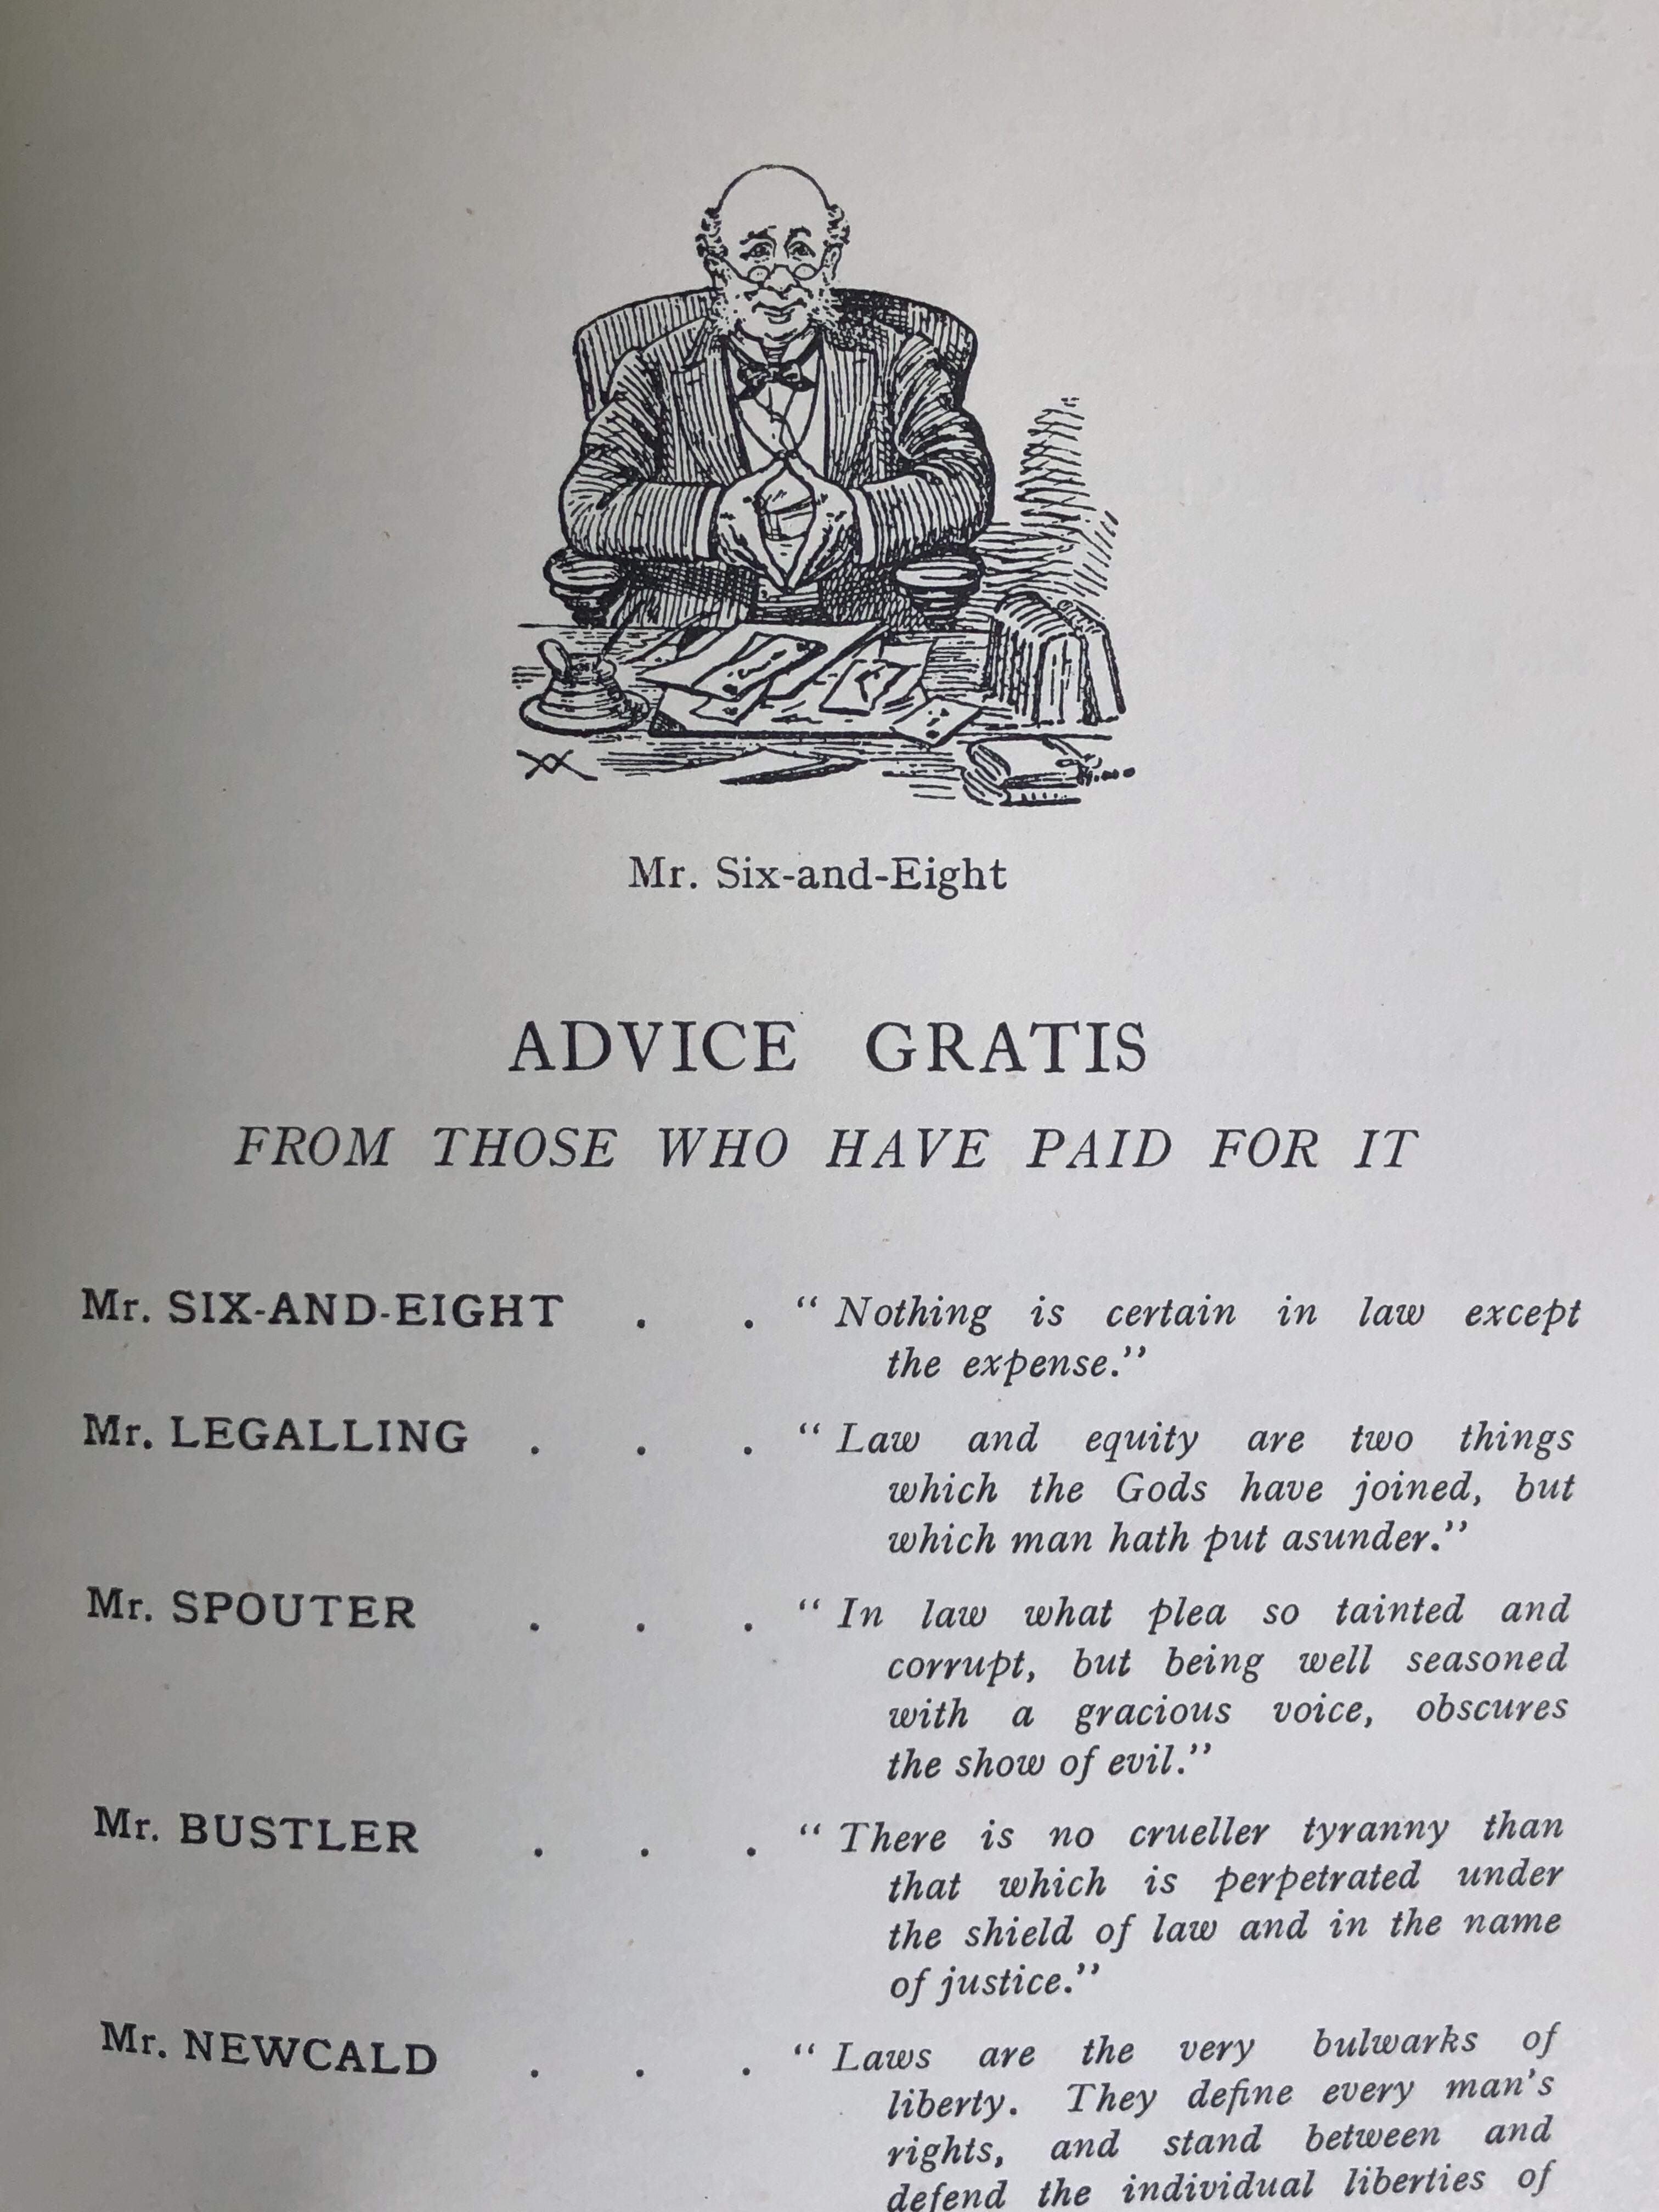 Mr. Six-and-Eight
ADVICE GRATIS
FROM THOSE WHO HAVE PAID FOR IT
Mr. SIX-AND-EIGHT . . “ Nothing is certain in law except
the expense.”
Mr. LEGALLING . . . “ Law and equity are two things
which the Gods have joined, but
which man hath put asunder.”
Mr. SPOUTER . . . “ In law what plea so tainted and
corrupt, but being well seasoned
with a gracious voice, obscures
the show of evil.”
Mr. BUSTLER . . . “ There is no crueller tyranny than
that which is perpetrated under
the shield of law and in the name
of justice.”
Mr. NEWCALD . . . “ Laws are the very bulwarks of
liberty. They define every man’s
rights, and stand between and
defend the individual liberties of